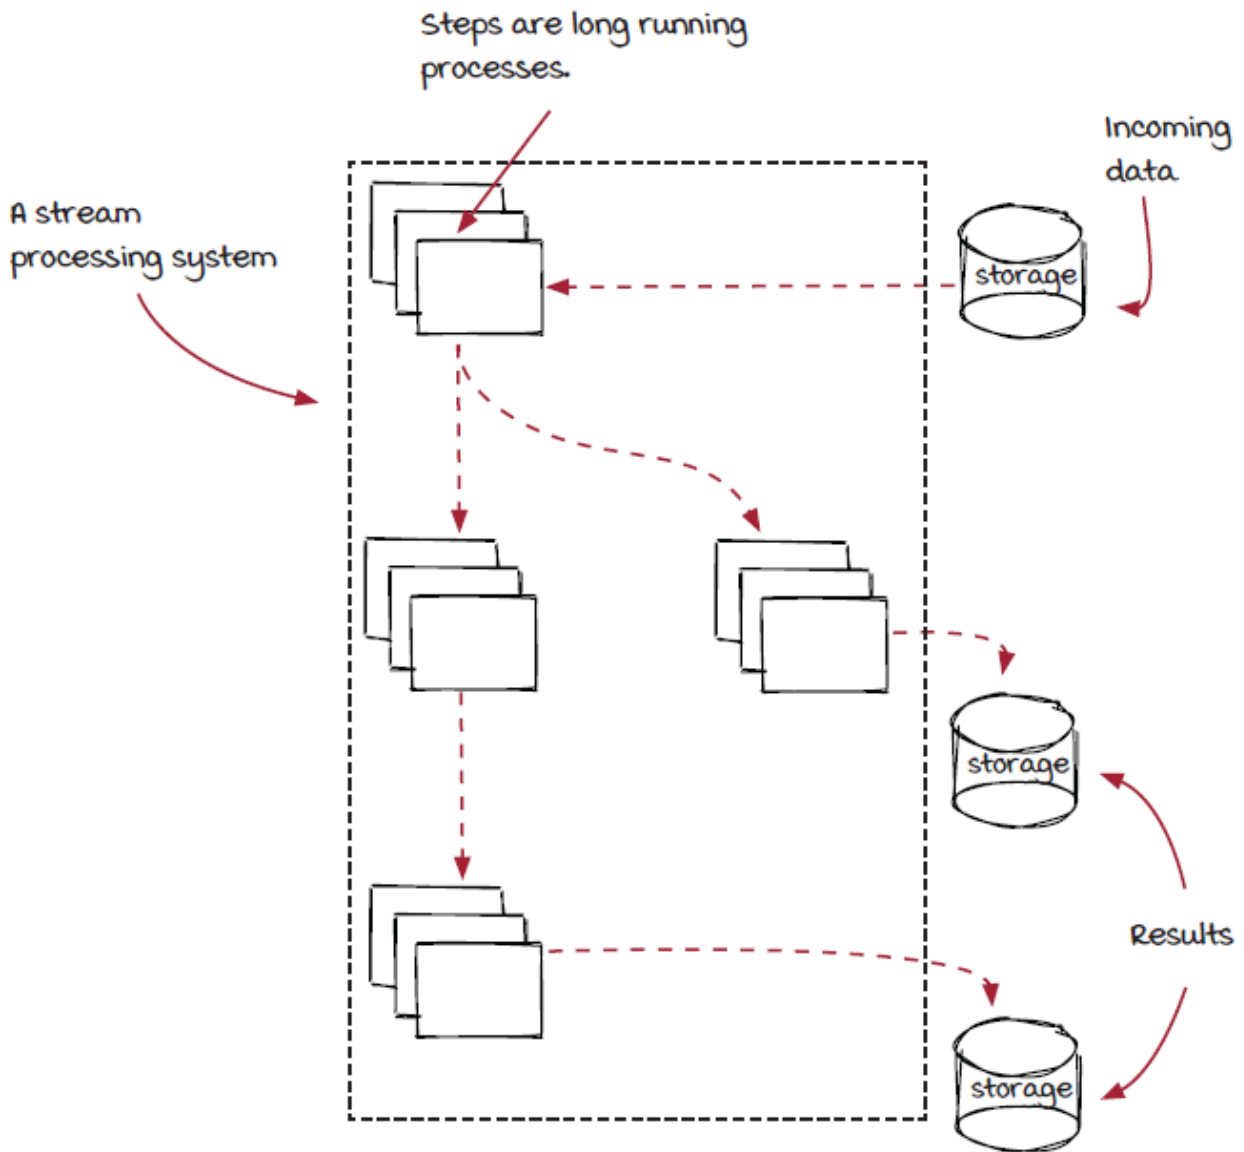 Steps are long running
processes.
Incoming
data
A stream
processing system
storage
storage
Results
storage